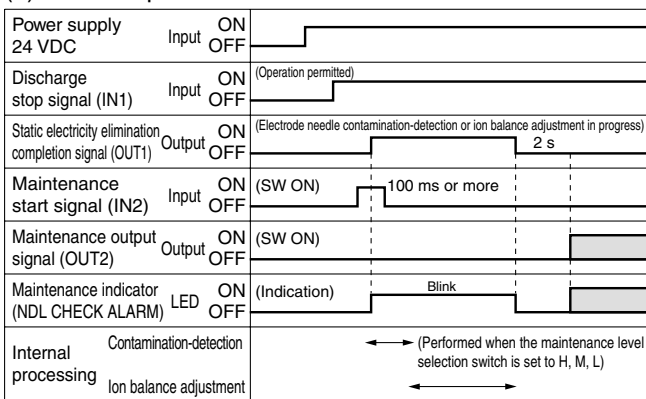 Power supply
24 VDC
Input
ON
OFF
Discharge
stop signal (IN1)
Input
ON
OFF
(Operation permitted)
Static electricity elimination
completion signal (OUT1)
Output
ON
OFF
(Electrode needle contamination-detection or ion balance adjustment in progress)
2 s
Maintenance
start signal (IN2)
Input
ON
OFF
(SW ON)
100 ms or more
Maintenance output
signal (OUT2)
Output
ON
OFF
(SW ON)
Maintenance indicator
(NDL CHECK ALARM)
LED
ON
OFF
(Indication)
Blink
Internal
processing
Contamination-detection
(Performed when the maintenance level
selection switch is set to H, M, L)
Ion balance adjustment